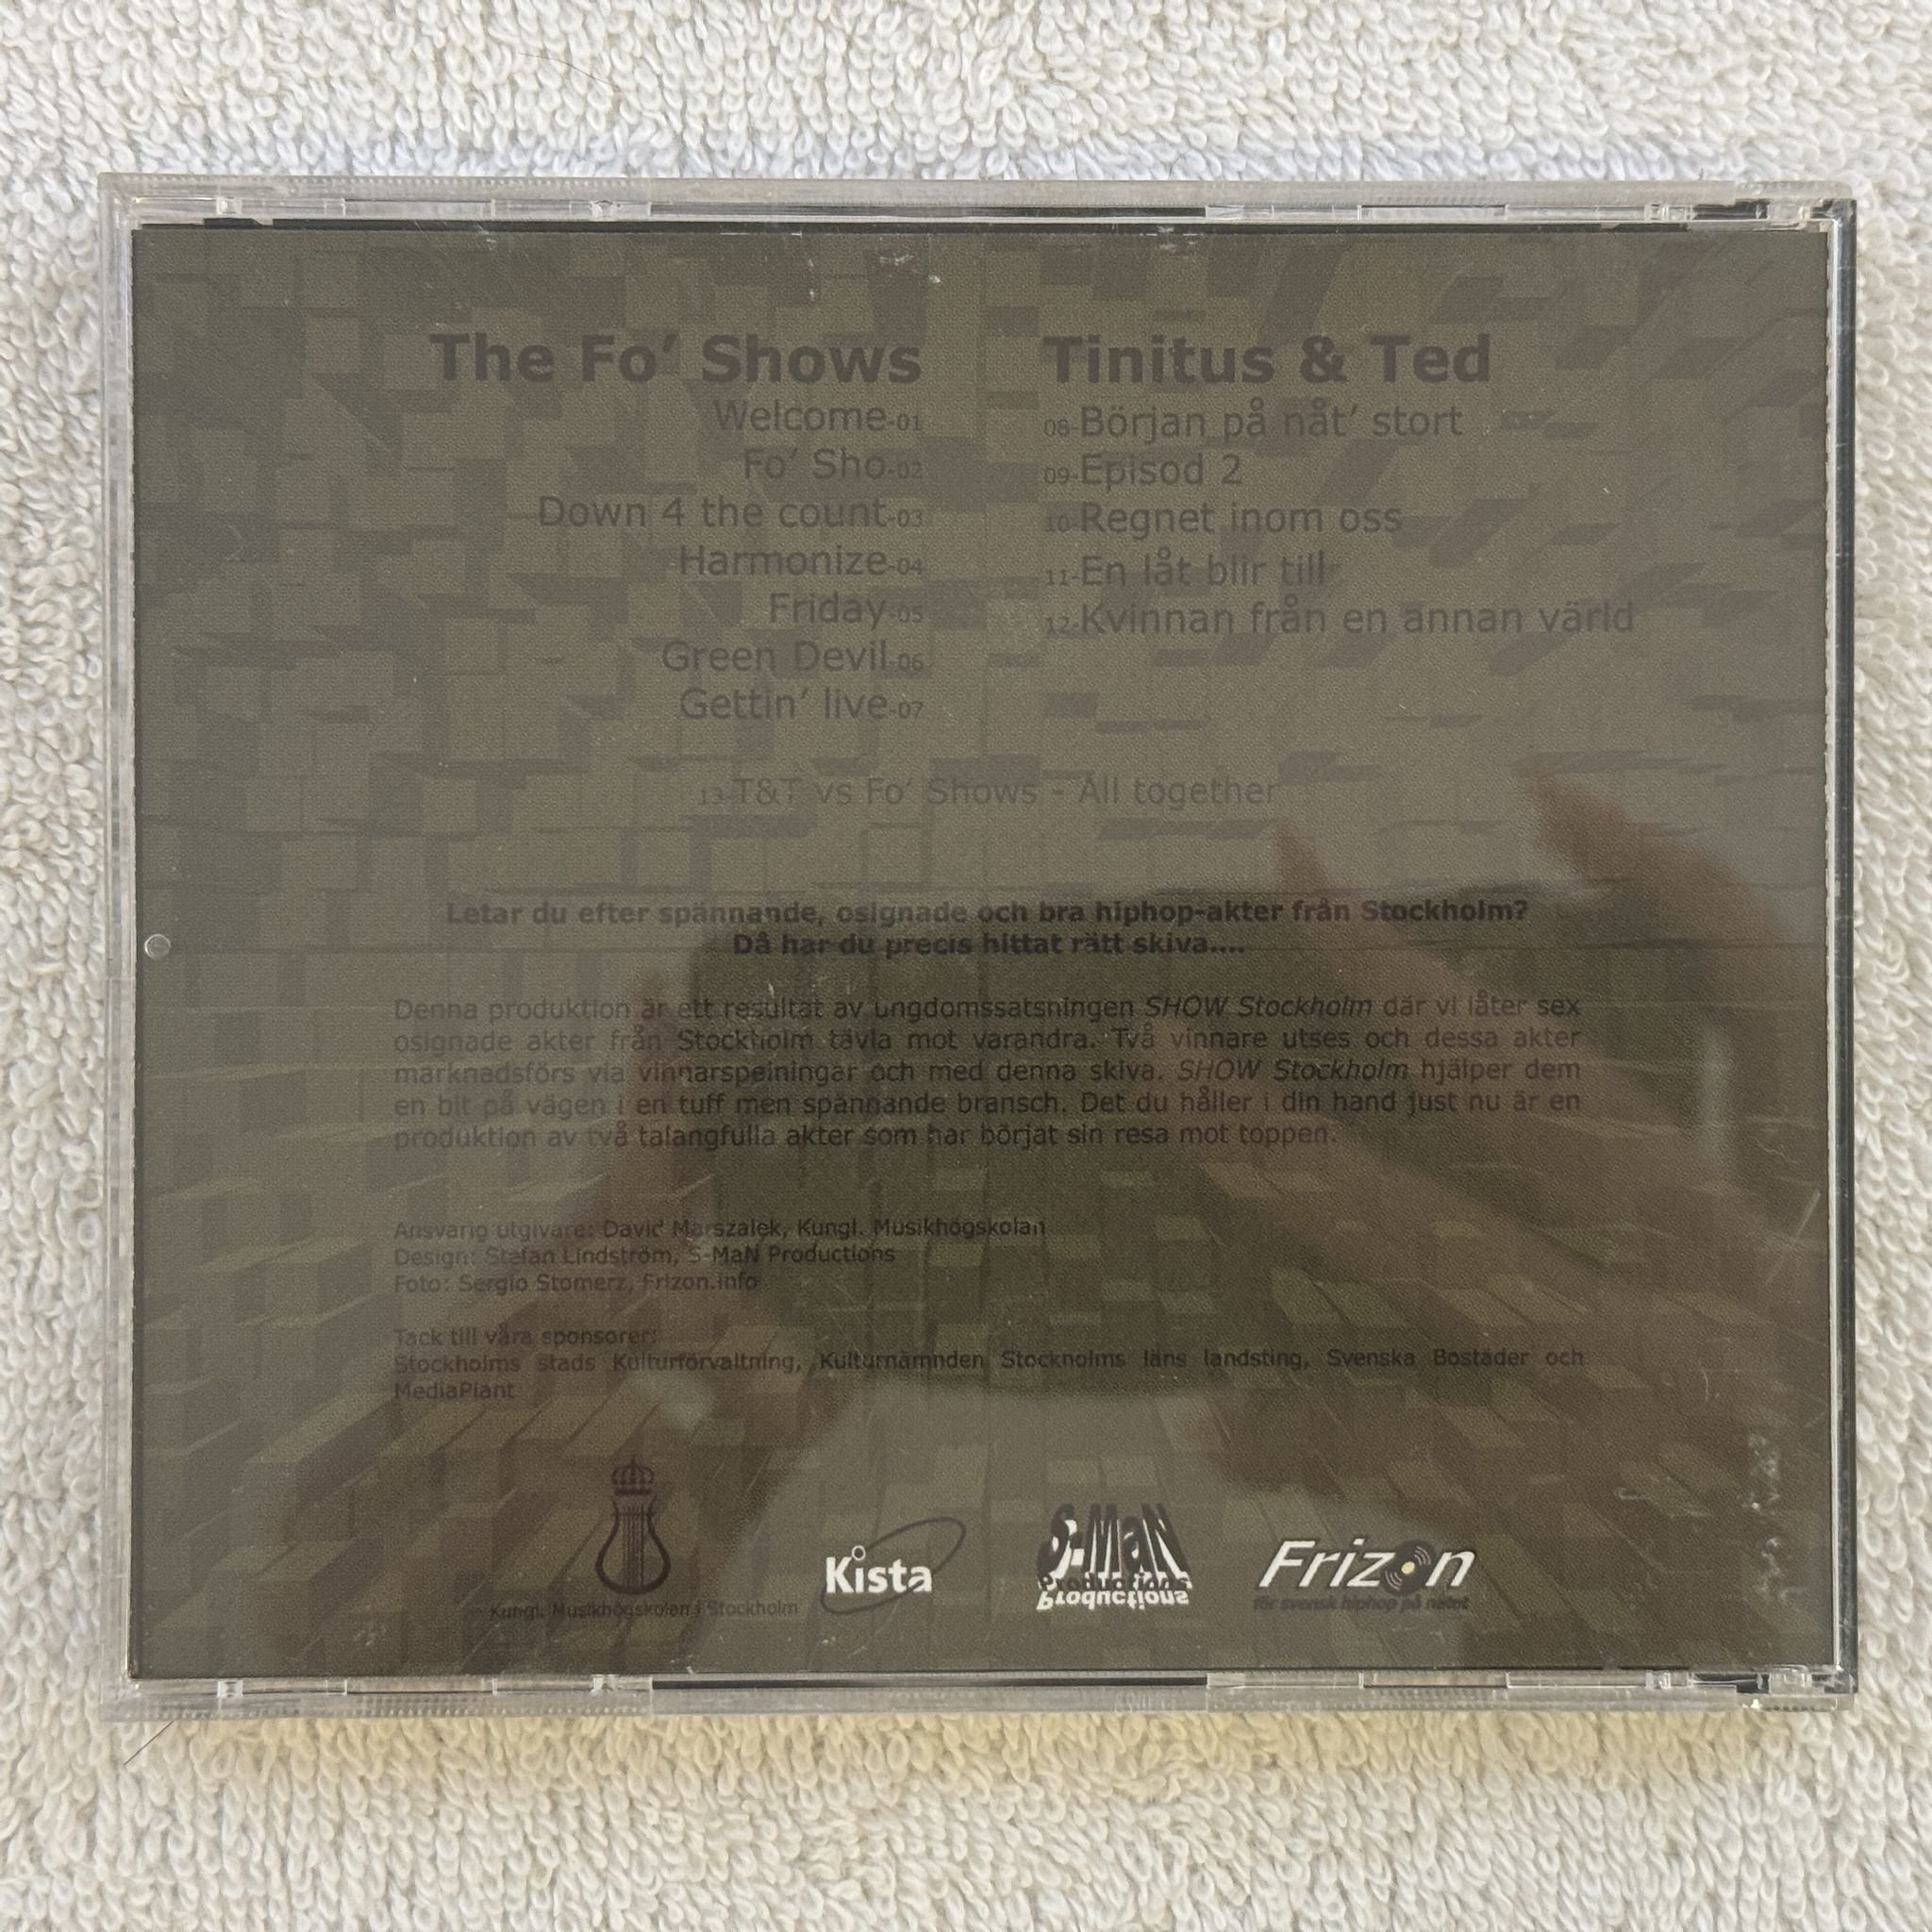 The Fo' Shows
Welcome-01
Fo' Sho-02
Down 4 the count-03
Harmonize-04
Friday-05
Green Devil-06
Gettin' live-07
Tinitus & Ted
08-Början på nåt' stort
09-Episod 2
10-Regnet inom oss
11-En låt blir till
12-Kvinnan från en annan värld
13-T&T vs Fo' Shows - All together
Letar du efter spännande, osignade och bra hiphop-akter från Stockholm?
Då har du precis hittat rätt skiva....
Denna produktion är ett resultat av ungdomssatsningen SHOW Stockholm där vi låter sex
osignade akter från Stockholm tävla mot varandra. Två vinnare utses och dessa akter
marknadsförs via vinnarspelningar och med denna skiva. SHOW Stockholm hjälper dem
en bit på vägen i en tuff men spännande bransch. Det du håller i din hand just nu är en
produktion av två talangfulla akter som har börjat sin resa mot toppen.
Ansvarig utgivare: David Marszalek, Kungl. Musikhögskolan
Design: Stefan Lindström, S-MaN Productions
Foto: Sergio Stomerz, Frizon.info
Tack till våra sponsorer:
Stockholms stads Kulturförvaltning, Kulturnämnden Stockholms läns landsting, Svenska Bostäder och
MediaPlant
Kungl. Musikhögskolan i Stockholm
Kista
S-MaN
Productions
Productions
Frizon
för svensk hiphop på nätet